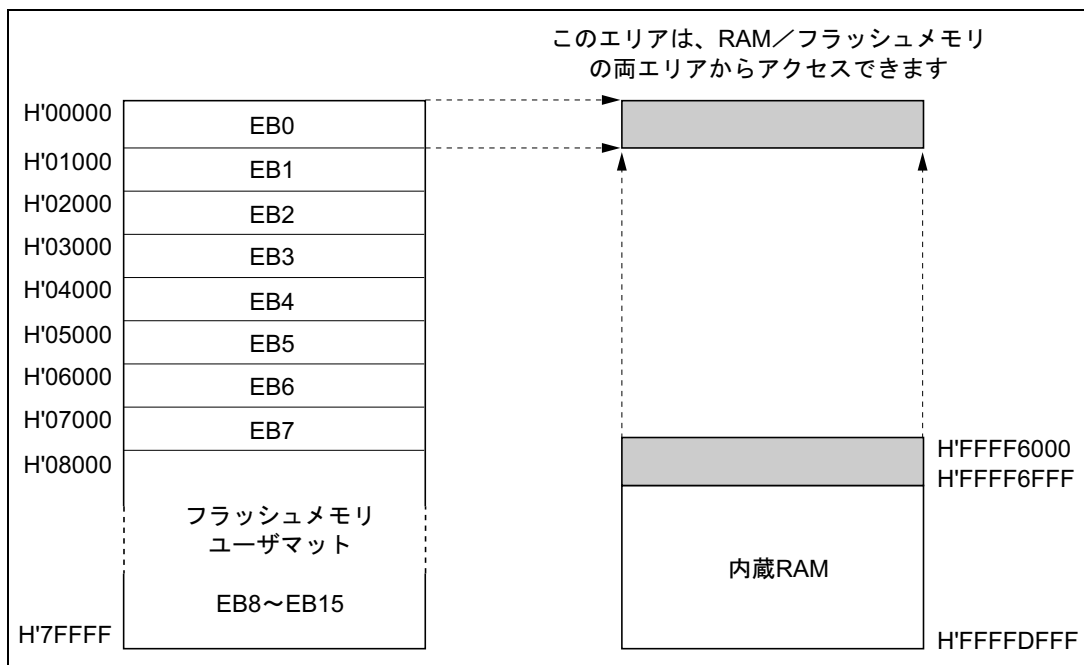 このエリアは、RAM／フラッシュメモリ
の両エリアからアクセスできます
H'00000
EB0
H'01000
EB1
H'02000
EB2
H'03000
EB3
H'04000
EB4
H'05000
EB5
H'06000
EB6
H'07000
EB7
H'08000
フラッシュメモリ
ユーザマット
EB8～EB15
H'7FFFF
H'FFFF6000
H'FFFF6FFF
内蔵RAM
H'FFFFDFFF